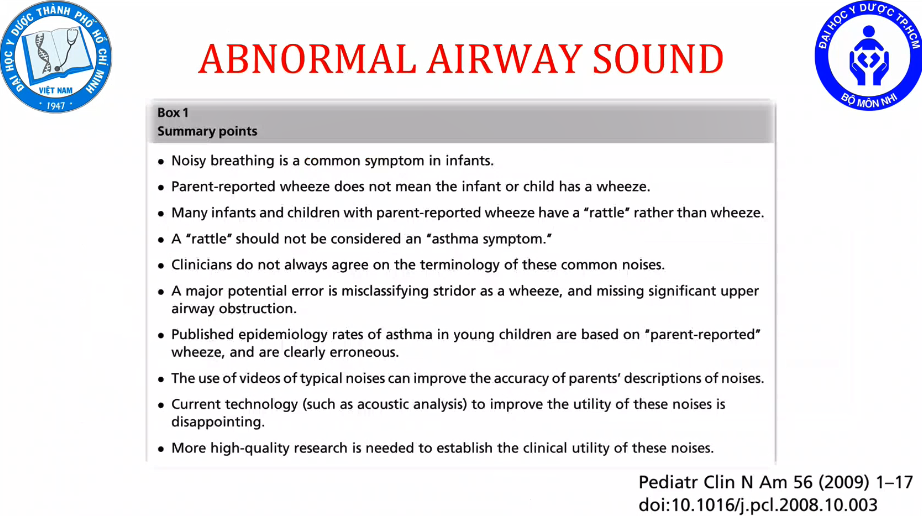 ĐẠI HỌC Y DƯỢC THÀNH PHỐ HỒ CHÍ MINH
VIỆT NAM
1947
ABNORMAL AIRWAY SOUND
ĐẠI HỌC Y DƯỢC TP.HCM
BỘ MÔN NHI
Box 1
Summary points
• Noisy breathing is a common symptom in infants.
• Parent-reported wheeze does not mean the infant or child has a wheeze.
• Many infants and children with parent-reported wheeze have a "rattle" rather than wheeze.
• A "rattle" should not be considered an "asthma symptom."
• Clinicians do not always agree on the terminology of these common noises.
• A major potential error is misclassifying stridor as a wheeze, and missing significant upper
airway obstruction.
• Published epidemiology rates of asthma in young children are based on "parent-reported"
wheeze, and are clearly erroneous.
• The use of videos of typical noises can improve the accuracy of parents' descriptions of noises.
• Current technology (such as acoustic analysis) to improve the utility of these noises is
disappointing.
• More high-quality research is needed to establish the clinical utility of these noises.
Pediatr Clin N Am 56 (2009) 1–17
doi:10.1016/j.pcl.2008.10.003